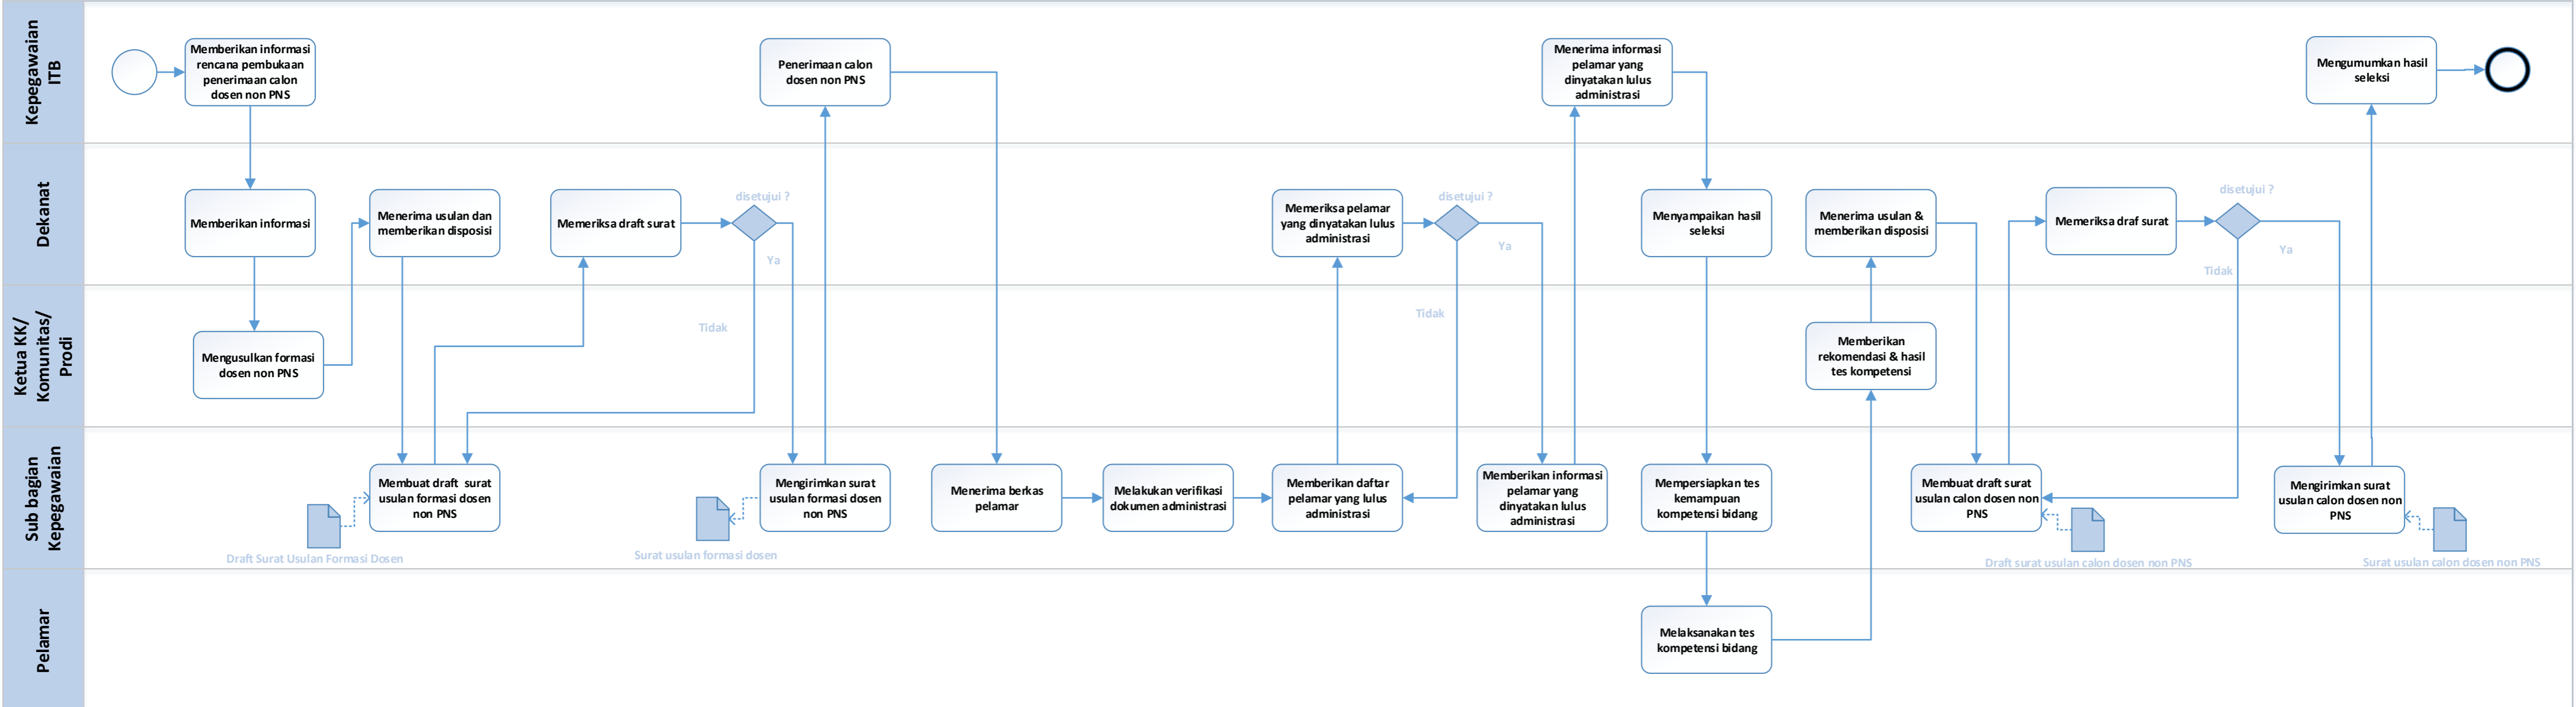 Kepegawaian
ITB
Memberikan informasi
rencana pembukaan
penerimaan calon
dosen non PNS
Penerimaan calon
dosen non PNS
Menerima informasi
pelamar yang
dinyatakan lulus
administrasi
Mengumumkan hasil
seleksi
Dekanat
Memberikan informasi
Menerima usulan dan
memberikan disposisi
Memeriksa draft surat
disetujui ?
Ya
Tidak
Memeriksa pelamar
yang dinyatakan lulus
administrasi
disetujui ?
Ya
Tidak
Menyampaikan hasil
seleksi
Menerima usulan &
memberikan disposisi
Memeriksa draf surat
disetujui ?
Ya
Tidak
Ketua KK/
Komunitas/
Prodi
Mengusulkan formasi
dosen non PNS
Memberikan
rekomendasi & hasil
tes kompetensi
Sub bagian
Kepegawaian
Membuat draft surat
usulan formasi dosen
non PNS
Draft Surat Usulan Formasi Dosen
Mengirimkan surat
usulan formasi dosen
non PNS
Surat usulan formasi dosen
Menerima berkas
pelamar
Melakukan verifikasi
dokumen administrasi
Memberikan daftar
pelamar yang lulus
administrasi
Memberikan informasi
pelamar yang
dinyatakan lulus
administrasi
Mempersiapkan tes
kemampuan
kompetensi bidang
Membuat draft surat
usulan calon dosen non
PNS
Draft surat usulan calon dosen non PNS
Mengirimkan surat
usulan calon dosen non
PNS
Surat usulan calon dosen non PNS
Pelamar
Melaksanakan tes
kompetensi bidang